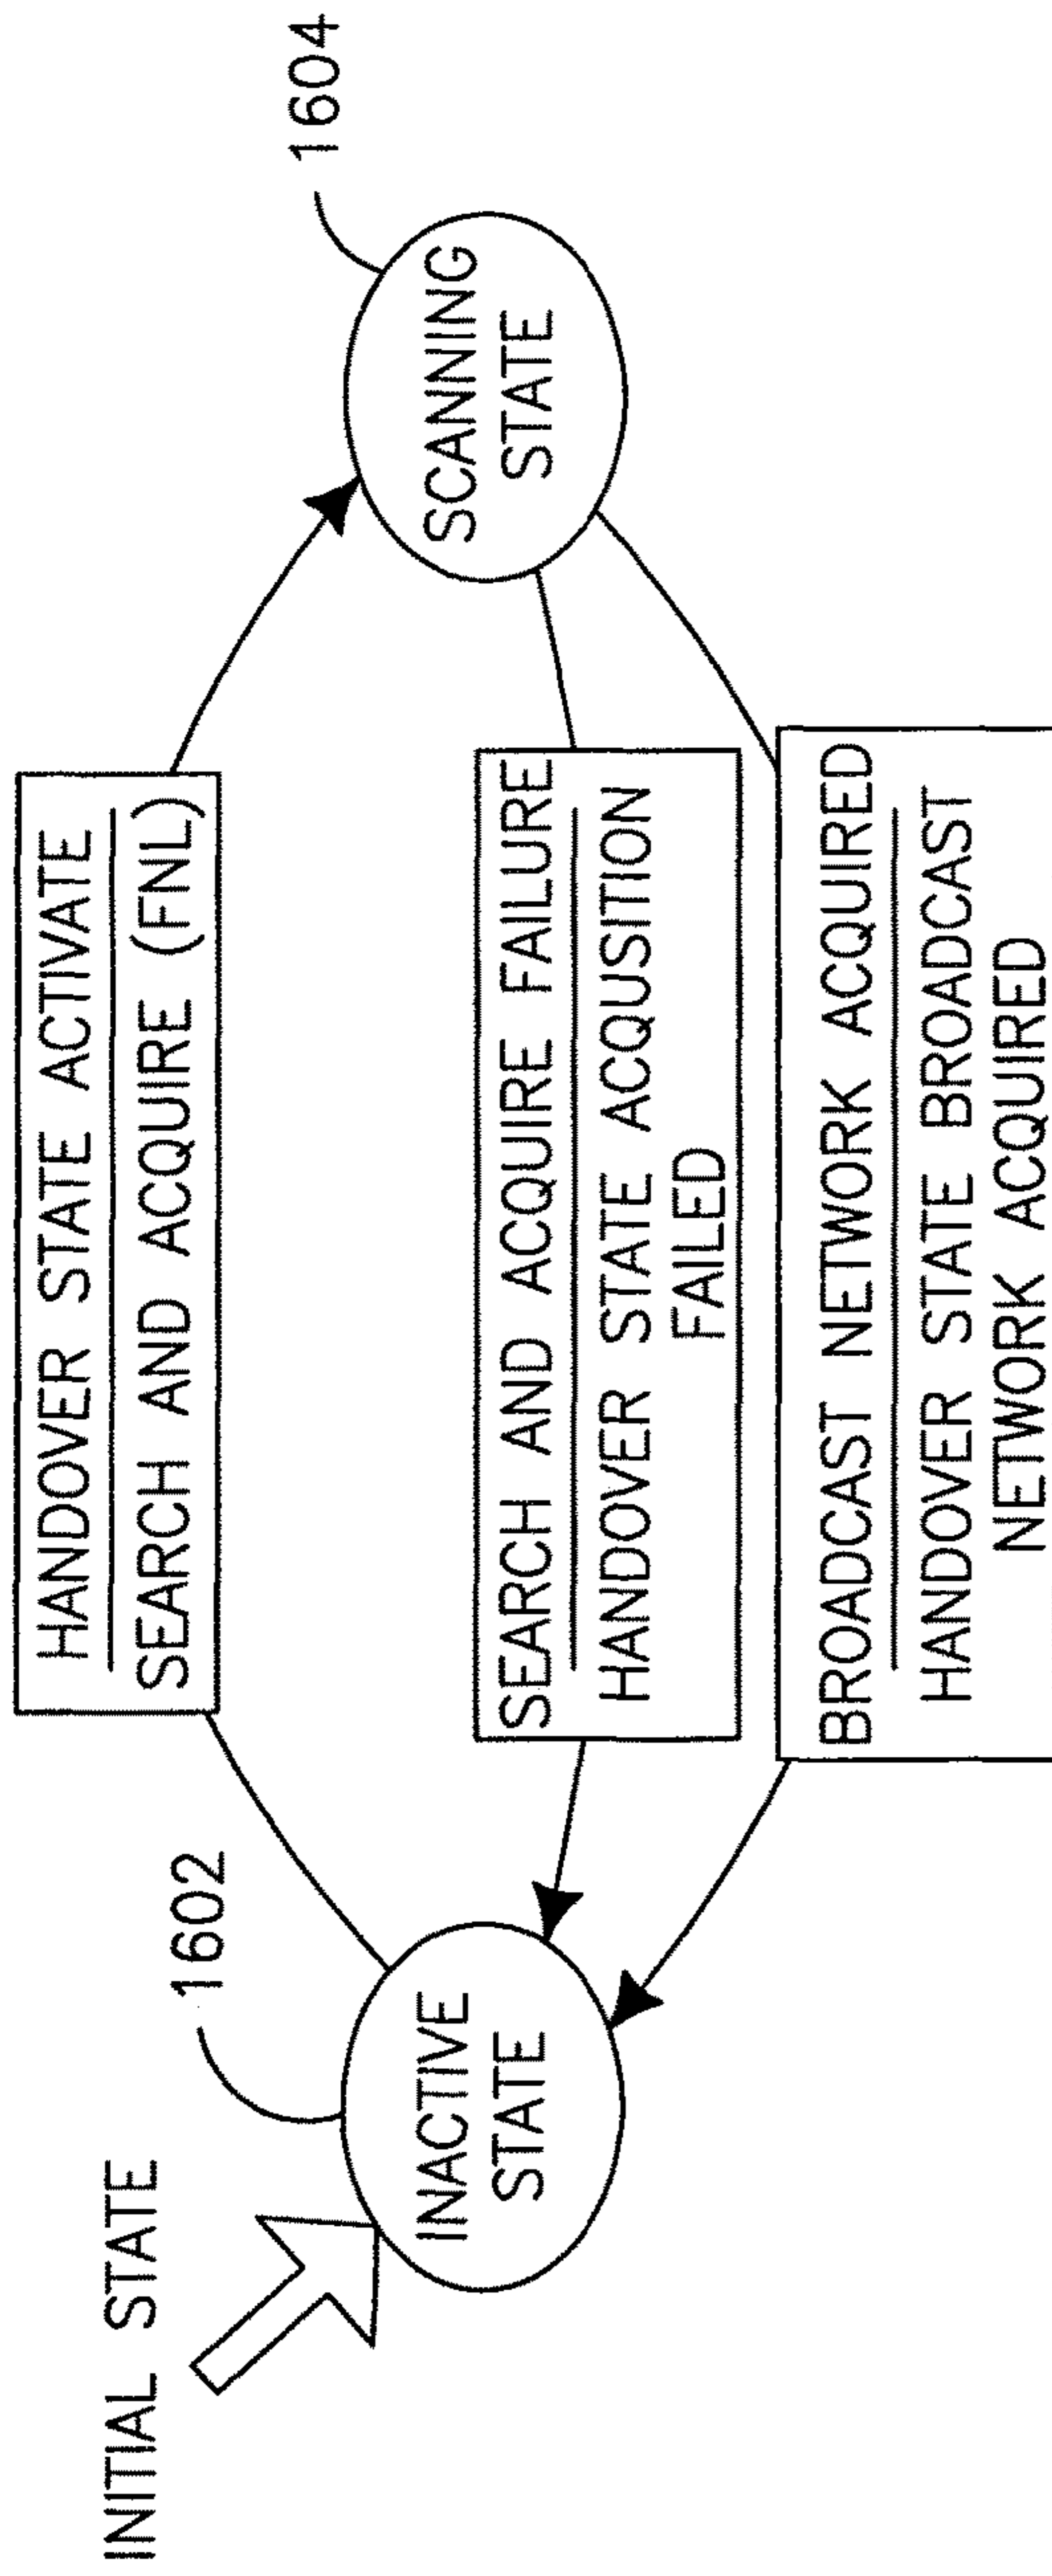 HANDOVER STATE ACTIVATE
SEARCH AND ACQUIRE (FNL)
INITIAL STATE
1602
1604
INACTIVE
STATE
SCANNING
STATE
SEARCH AND ACQUIRE FAILURE
HANDOVER STATE ACQUSITION
FAILED
BROADCAST NETWORK ACQUIRED
HANDOVER STATE BROADCAST
NETWORK ACQUIRED